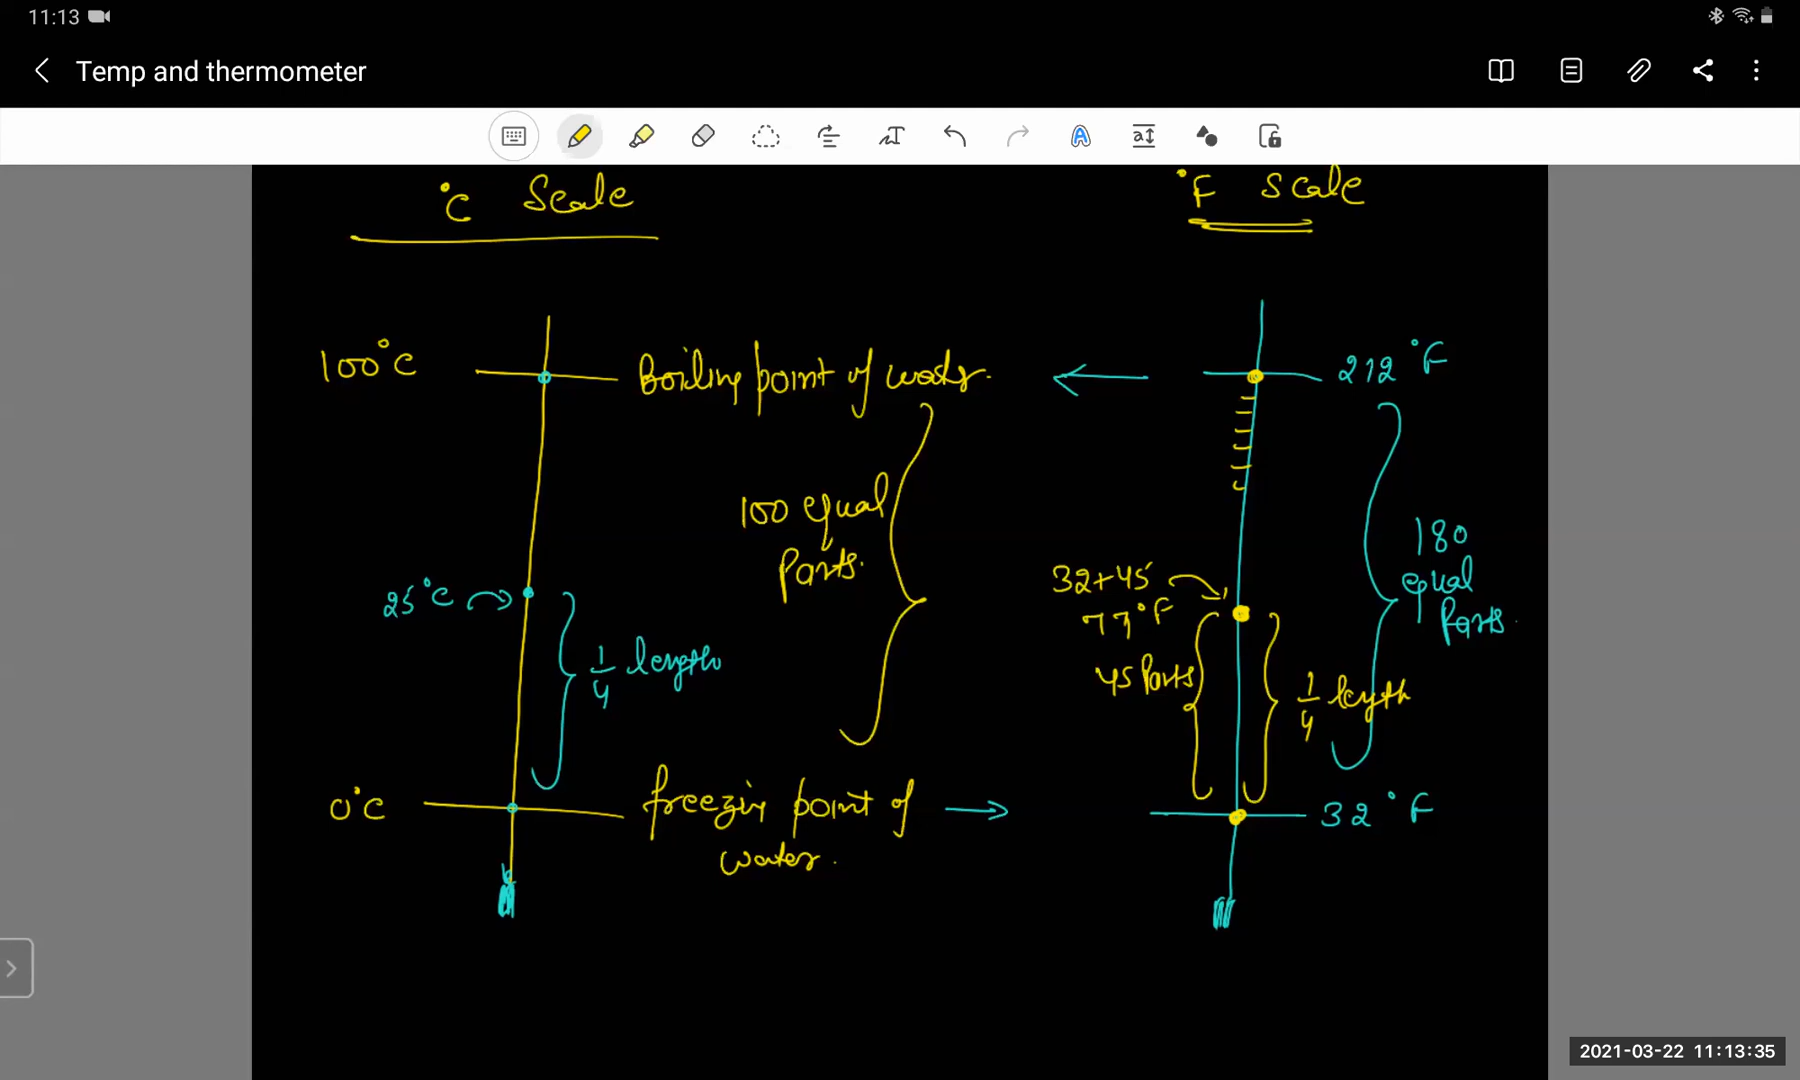 11:13
Temp and thermometer
°C Scale
°F Scale
100°C
Boiling point of water.
212 °F
100 equal
parts.
180
equal
parts.
25°C
32+45
77°F
1/4 length
45 parts
1/4 length
0°C
freezin point of
water.
32 °F
2021-03-22 11:13:35